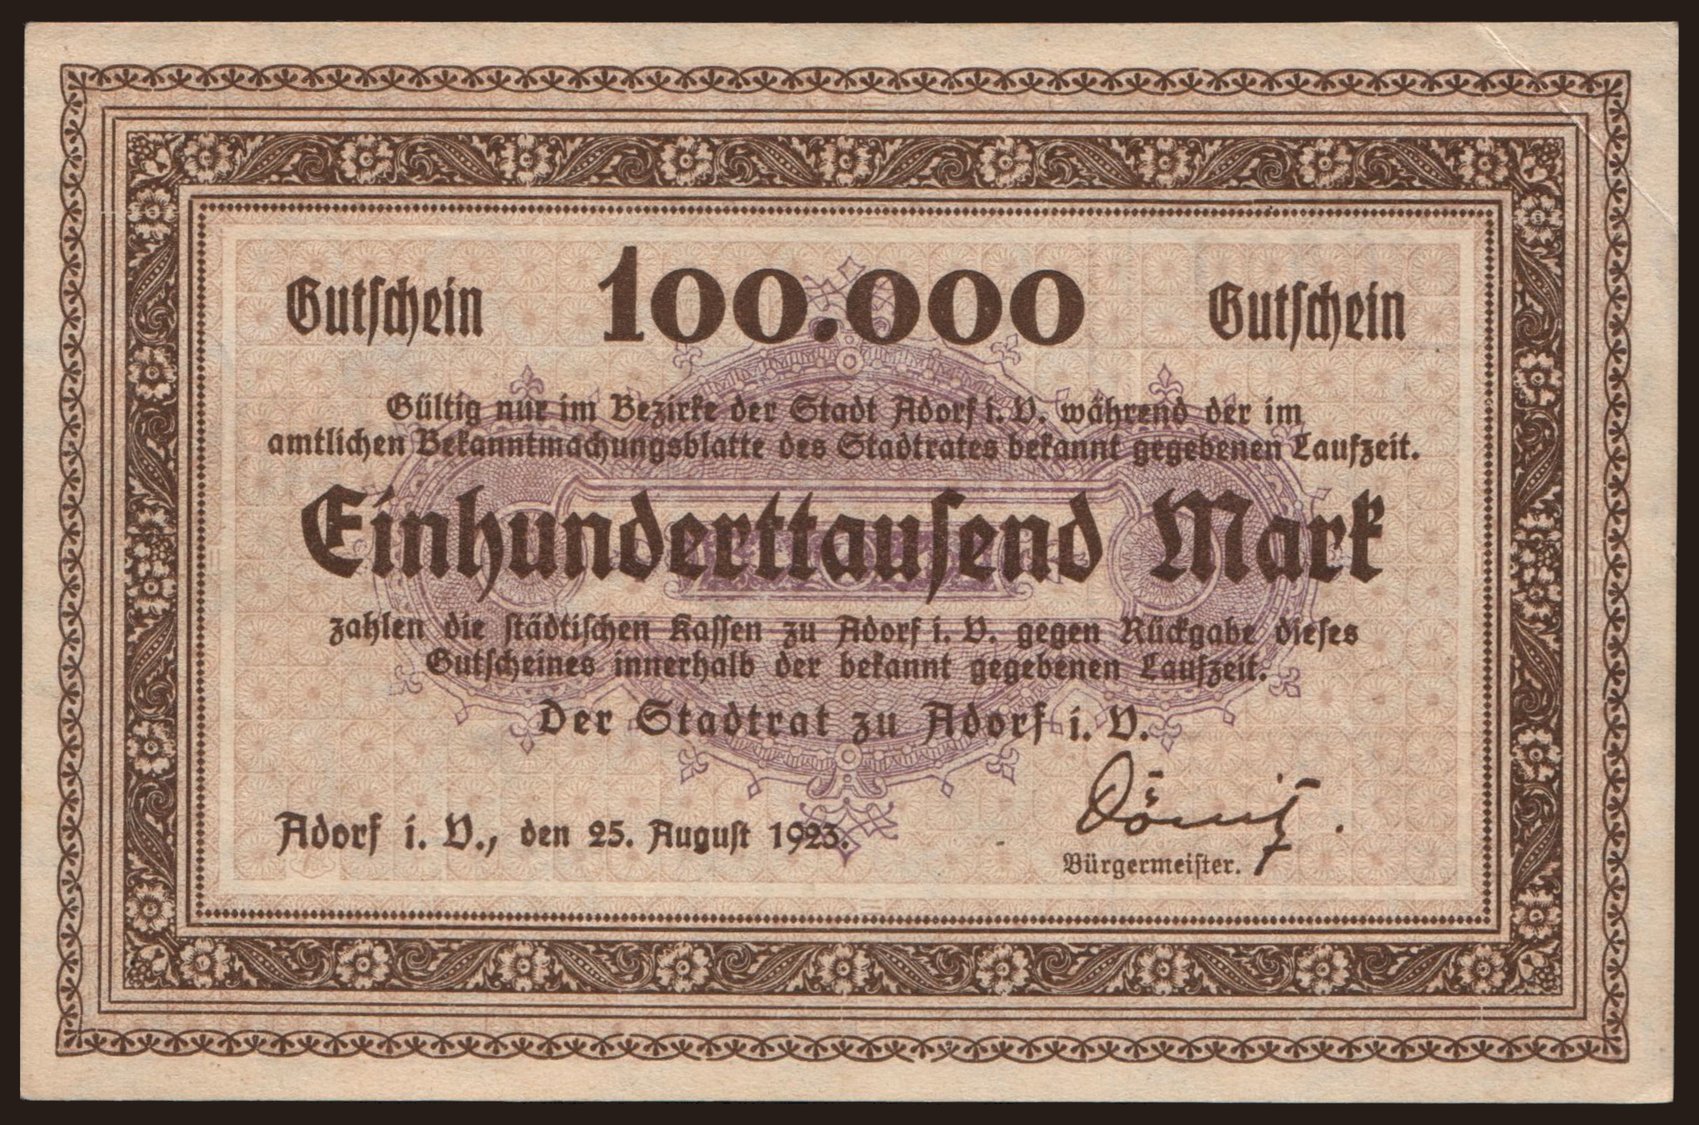 Gutschein 100.000 Gutschein
Gültig nur im Bezirke der Stadt Adorf i. V. während der im
amtlichen Bekanntmachungsblatte des Stadtrates bekannt gegebenen Laufzeit.
Einhunderttausend Mark
zahlen die städtischen Kassen zu Adorf i. V. gegen Rückgabe dieses
Gutscheines innerhalb der bekannt gegebenen Laufzeit.
Der Stadtrat zu Adorf i. V.
Adorf i. V., den 25. August 1923.
Bürgermeister.